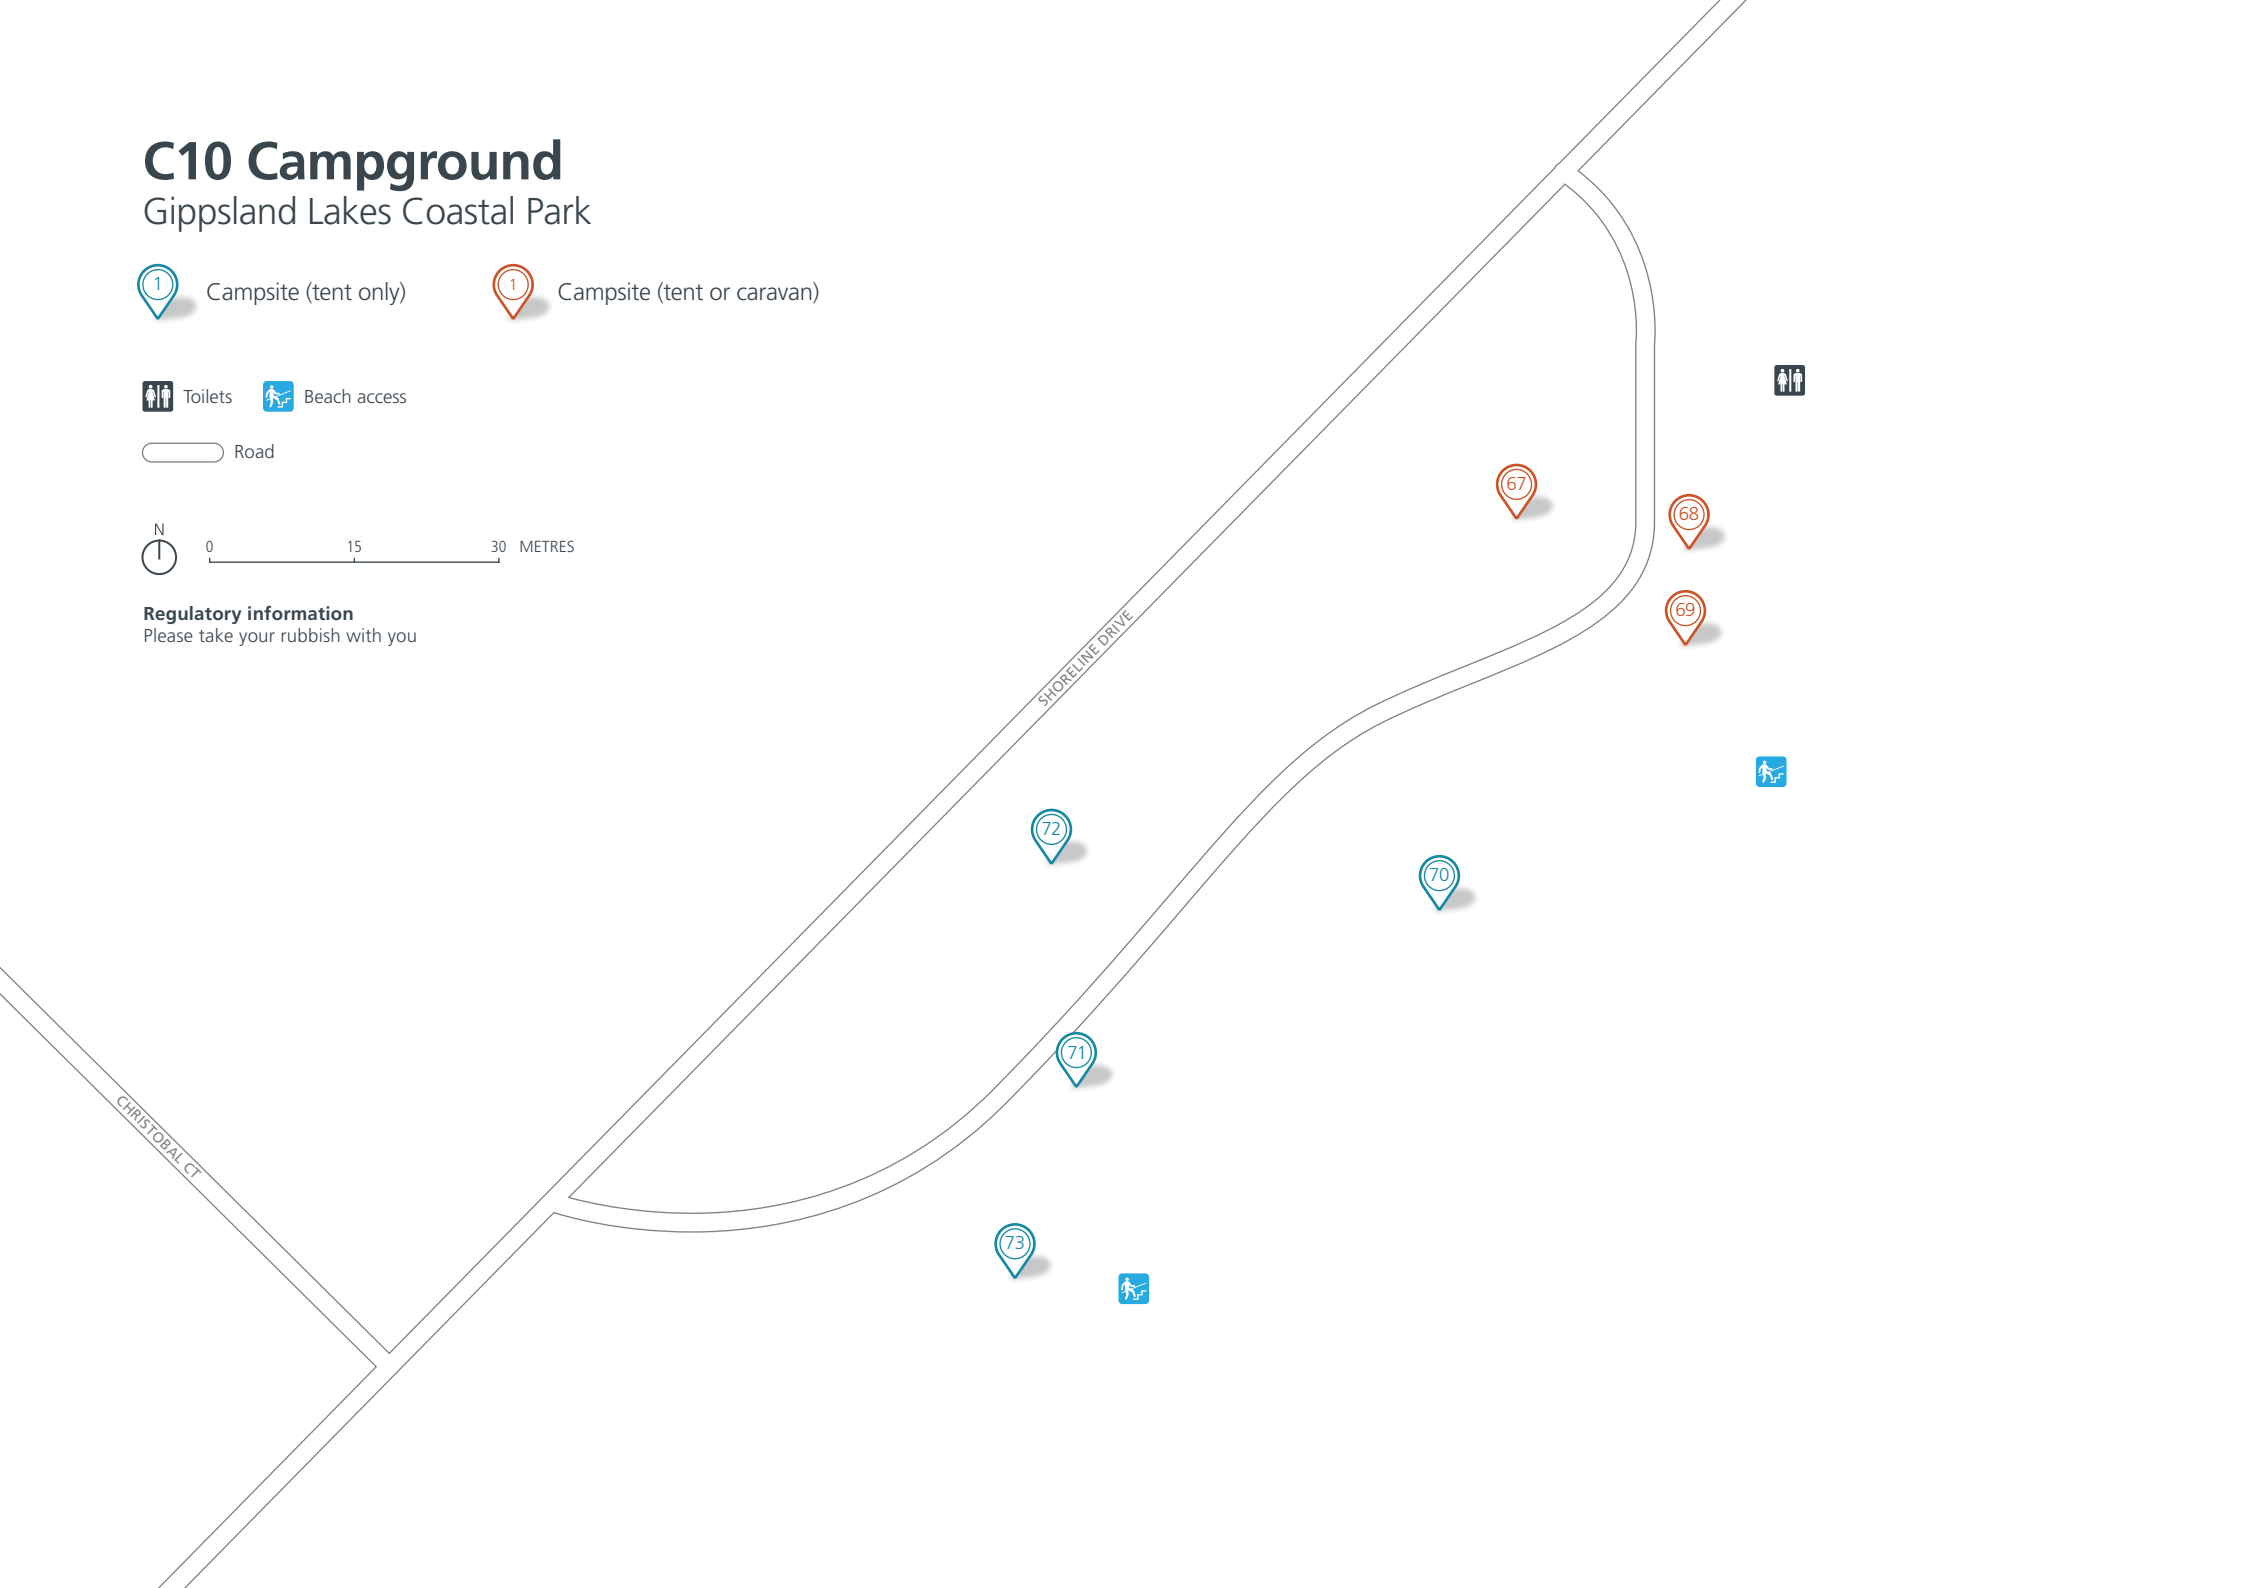 C10 Campground
Gippsland Lakes Coastal Park
1 Campsite (tent only)
1 Campsite (tent or caravan)
Toilets
Beach access
Road
N
0 15 30 METRES
Regulatory information
Please take your rubbish with you
67
68
69
SHORELINE DRIVE
72
70
71
CHRISTOBAL CT
73